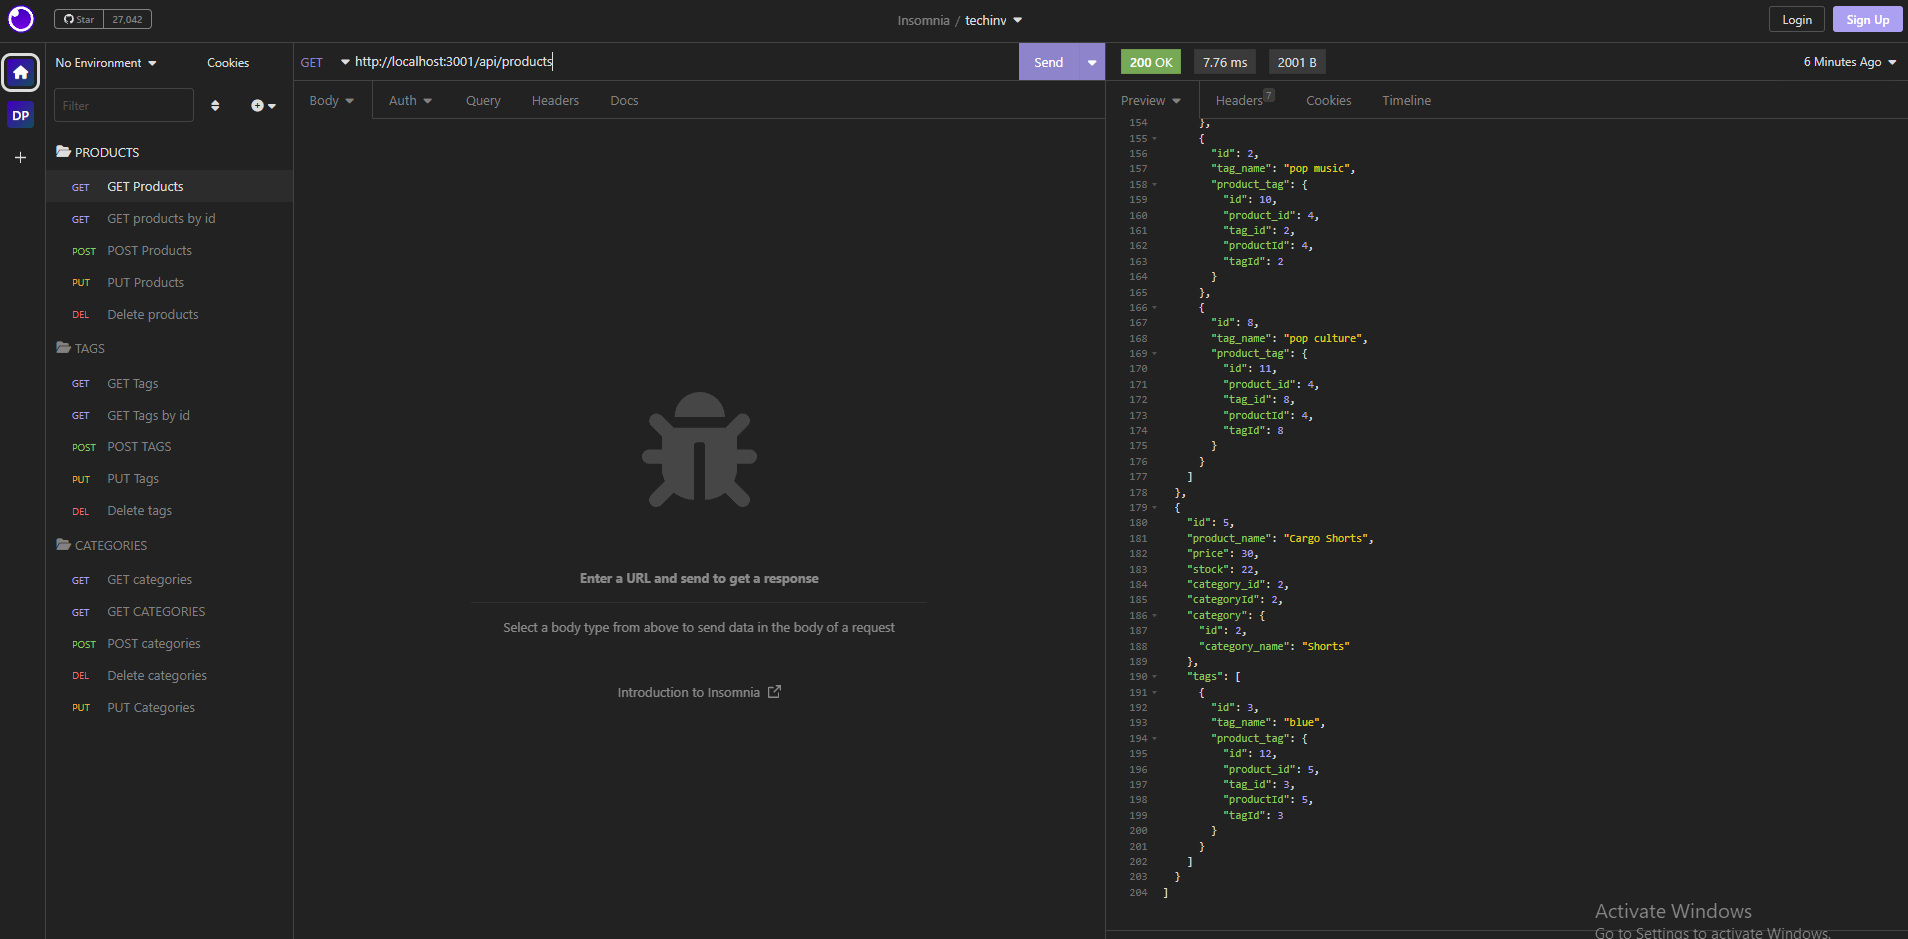 Star 27,042
Insomnia / techinv
Login
Sign Up
DP
No Environment
Cookies
Filter
PRODUCTS
GET GET Products
GET GET products by id
POST POST Products
PUT PUT Products
DEL Delete products
TAGS
GET GET Tags
GET GET Tags by id
POST POST TAGS
PUT PUT Tags
DEL Delete tags
CATEGORIES
GET GET categories
GET GET CATEGORIES
POST POST categories
DEL Delete categories
PUT PUT Categories
GET http://localhost:3001/api/products
Send
Body Auth Query Headers Docs
Enter a URL and send to get a response
Select a body type from above to send data in the body of a request
Introduction to Insomnia
200 OK 7.76 ms 2001 B 6 Minutes Ago
Preview Headers 7 Cookies Timeline
154 },
155 {
156 "id": 2,
157 "tag_name": "pop music",
158 "product_tag": {
159 "id": 10,
160 "product_id": 4,
161 "tag_id": 2,
162 "productId": 4,
163 "tagId": 2
164 }
165 },
166 {
167 "id": 8,
168 "tag_name": "pop culture",
169 "product_tag": {
170 "id": 11,
171 "product_id": 4,
172 "tag_id": 8,
173 "productId": 4,
174 "tagId": 8
175 }
176 }
177 ]
178 },
179 {
180 "id": 5,
181 "product_name": "Cargo Shorts",
182 "price": 30,
183 "stock": 22,
184 "category_id": 2,
185 "categoryId": 2,
186 "category": {
187 "id": 2,
188 "category_name": "Shorts"
189 },
190 "tags": [
191 {
192 "id": 3,
193 "tag_name": "blue",
194 "product_tag": {
195 "id": 12,
196 "product_id": 5,
197 "tag_id": 3,
198 "productId": 5,
199 "tagId": 3
200 }
201 }
202 ]
203 }
204 ]
Activate Windows
Go to Settings to activate Windows.